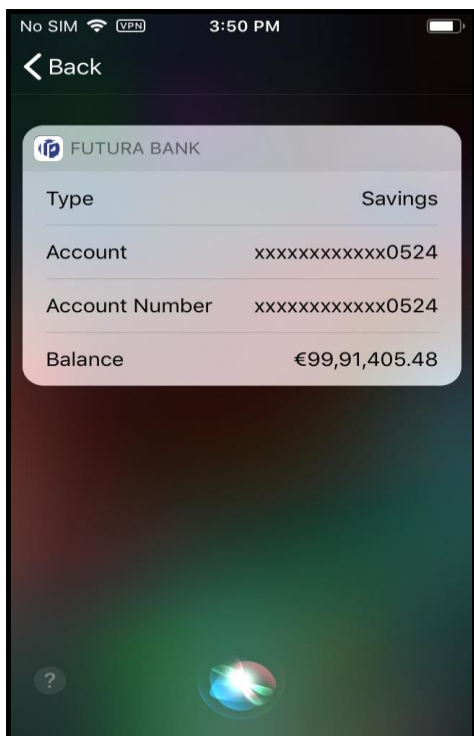 No SIM VPN 3:50 PM
Back
FUTURA BANK
Type Savings
Account xxxxxxxxxxxx0524
Account Number xxxxxxxxxxxx0524
Balance €99,91,405.48
?